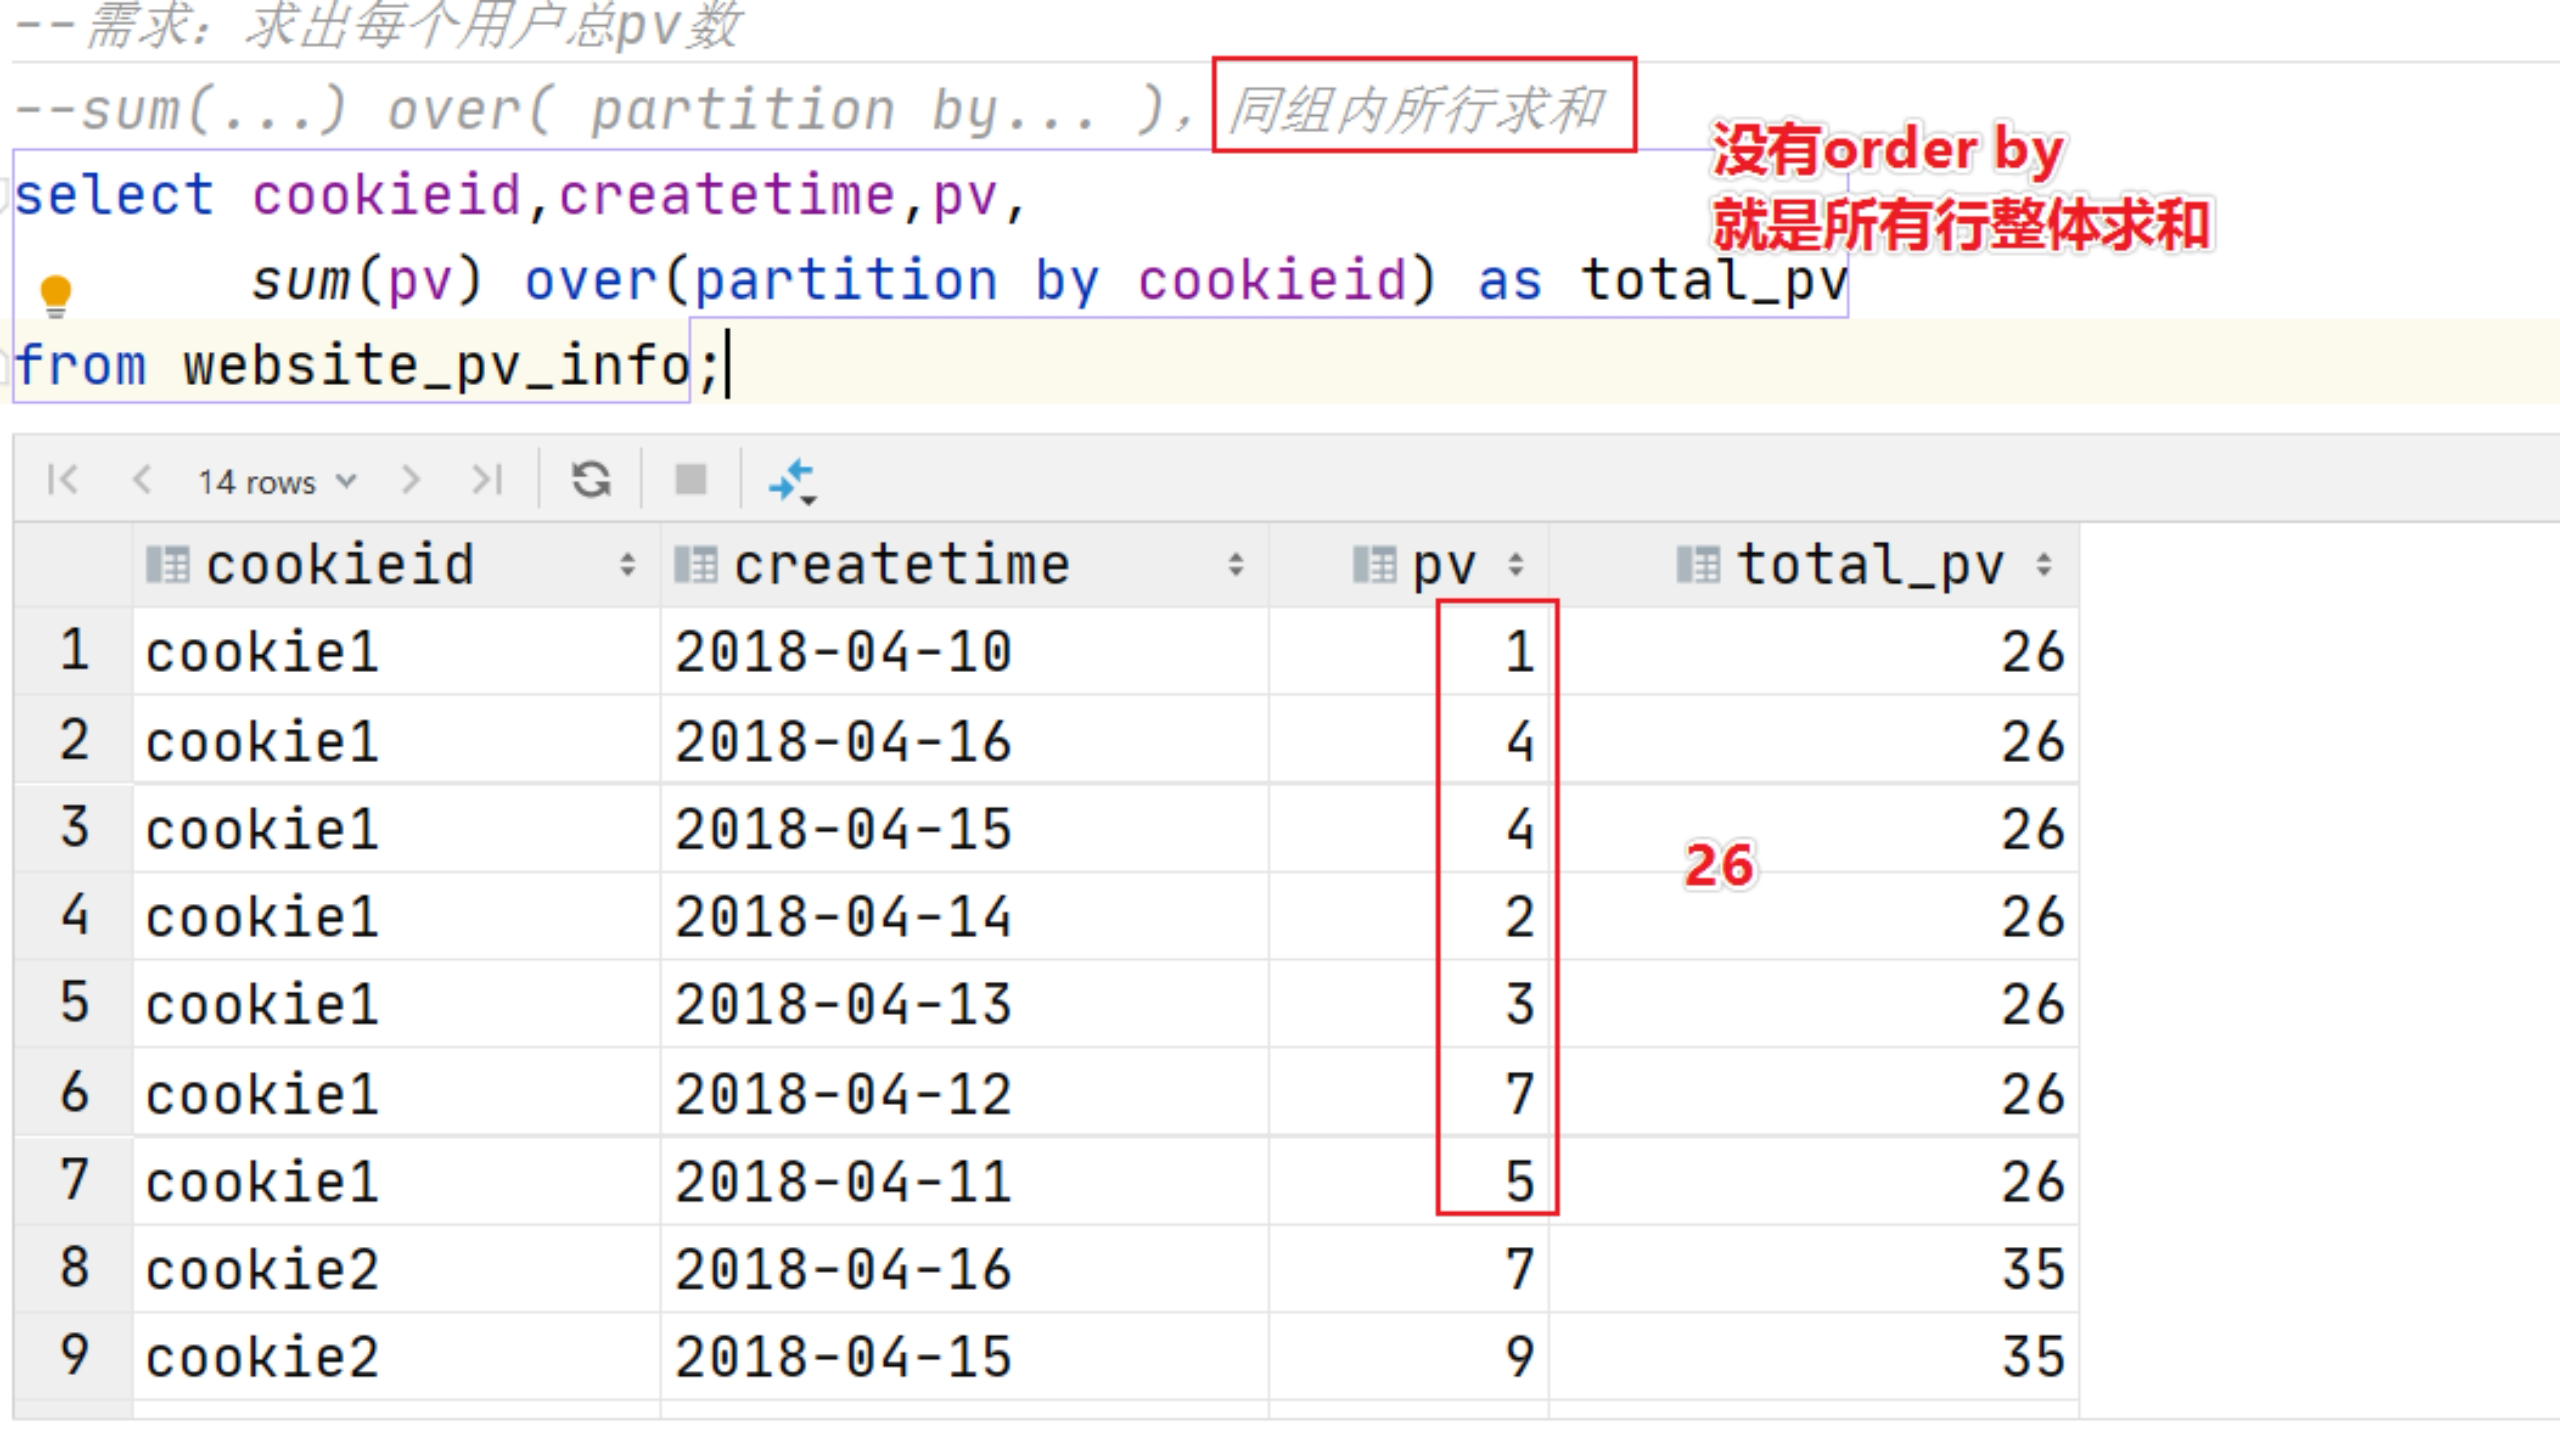 --需求：求出每个用户总pv数
--sum(...) over( partition by... )，同组内所行求和
没有order by
就是所有行整体求和
select cookieid,createtime,pv,
sum(pv) over(partition by cookieid) as total_pv
from website_pv_info;
14 rows
cookieid createtime pv total_pv
1 cookie1 2018-04-10 1 26
2 cookie1 2018-04-16 4 26
3 cookie1 2018-04-15 4 26
26
4 cookie1 2018-04-14 2 26
5 cookie1 2018-04-13 3 26
6 cookie1 2018-04-12 7 26
7 cookie1 2018-04-11 5 26
8 cookie2 2018-04-16 7 35
9 cookie2 2018-04-15 9 35